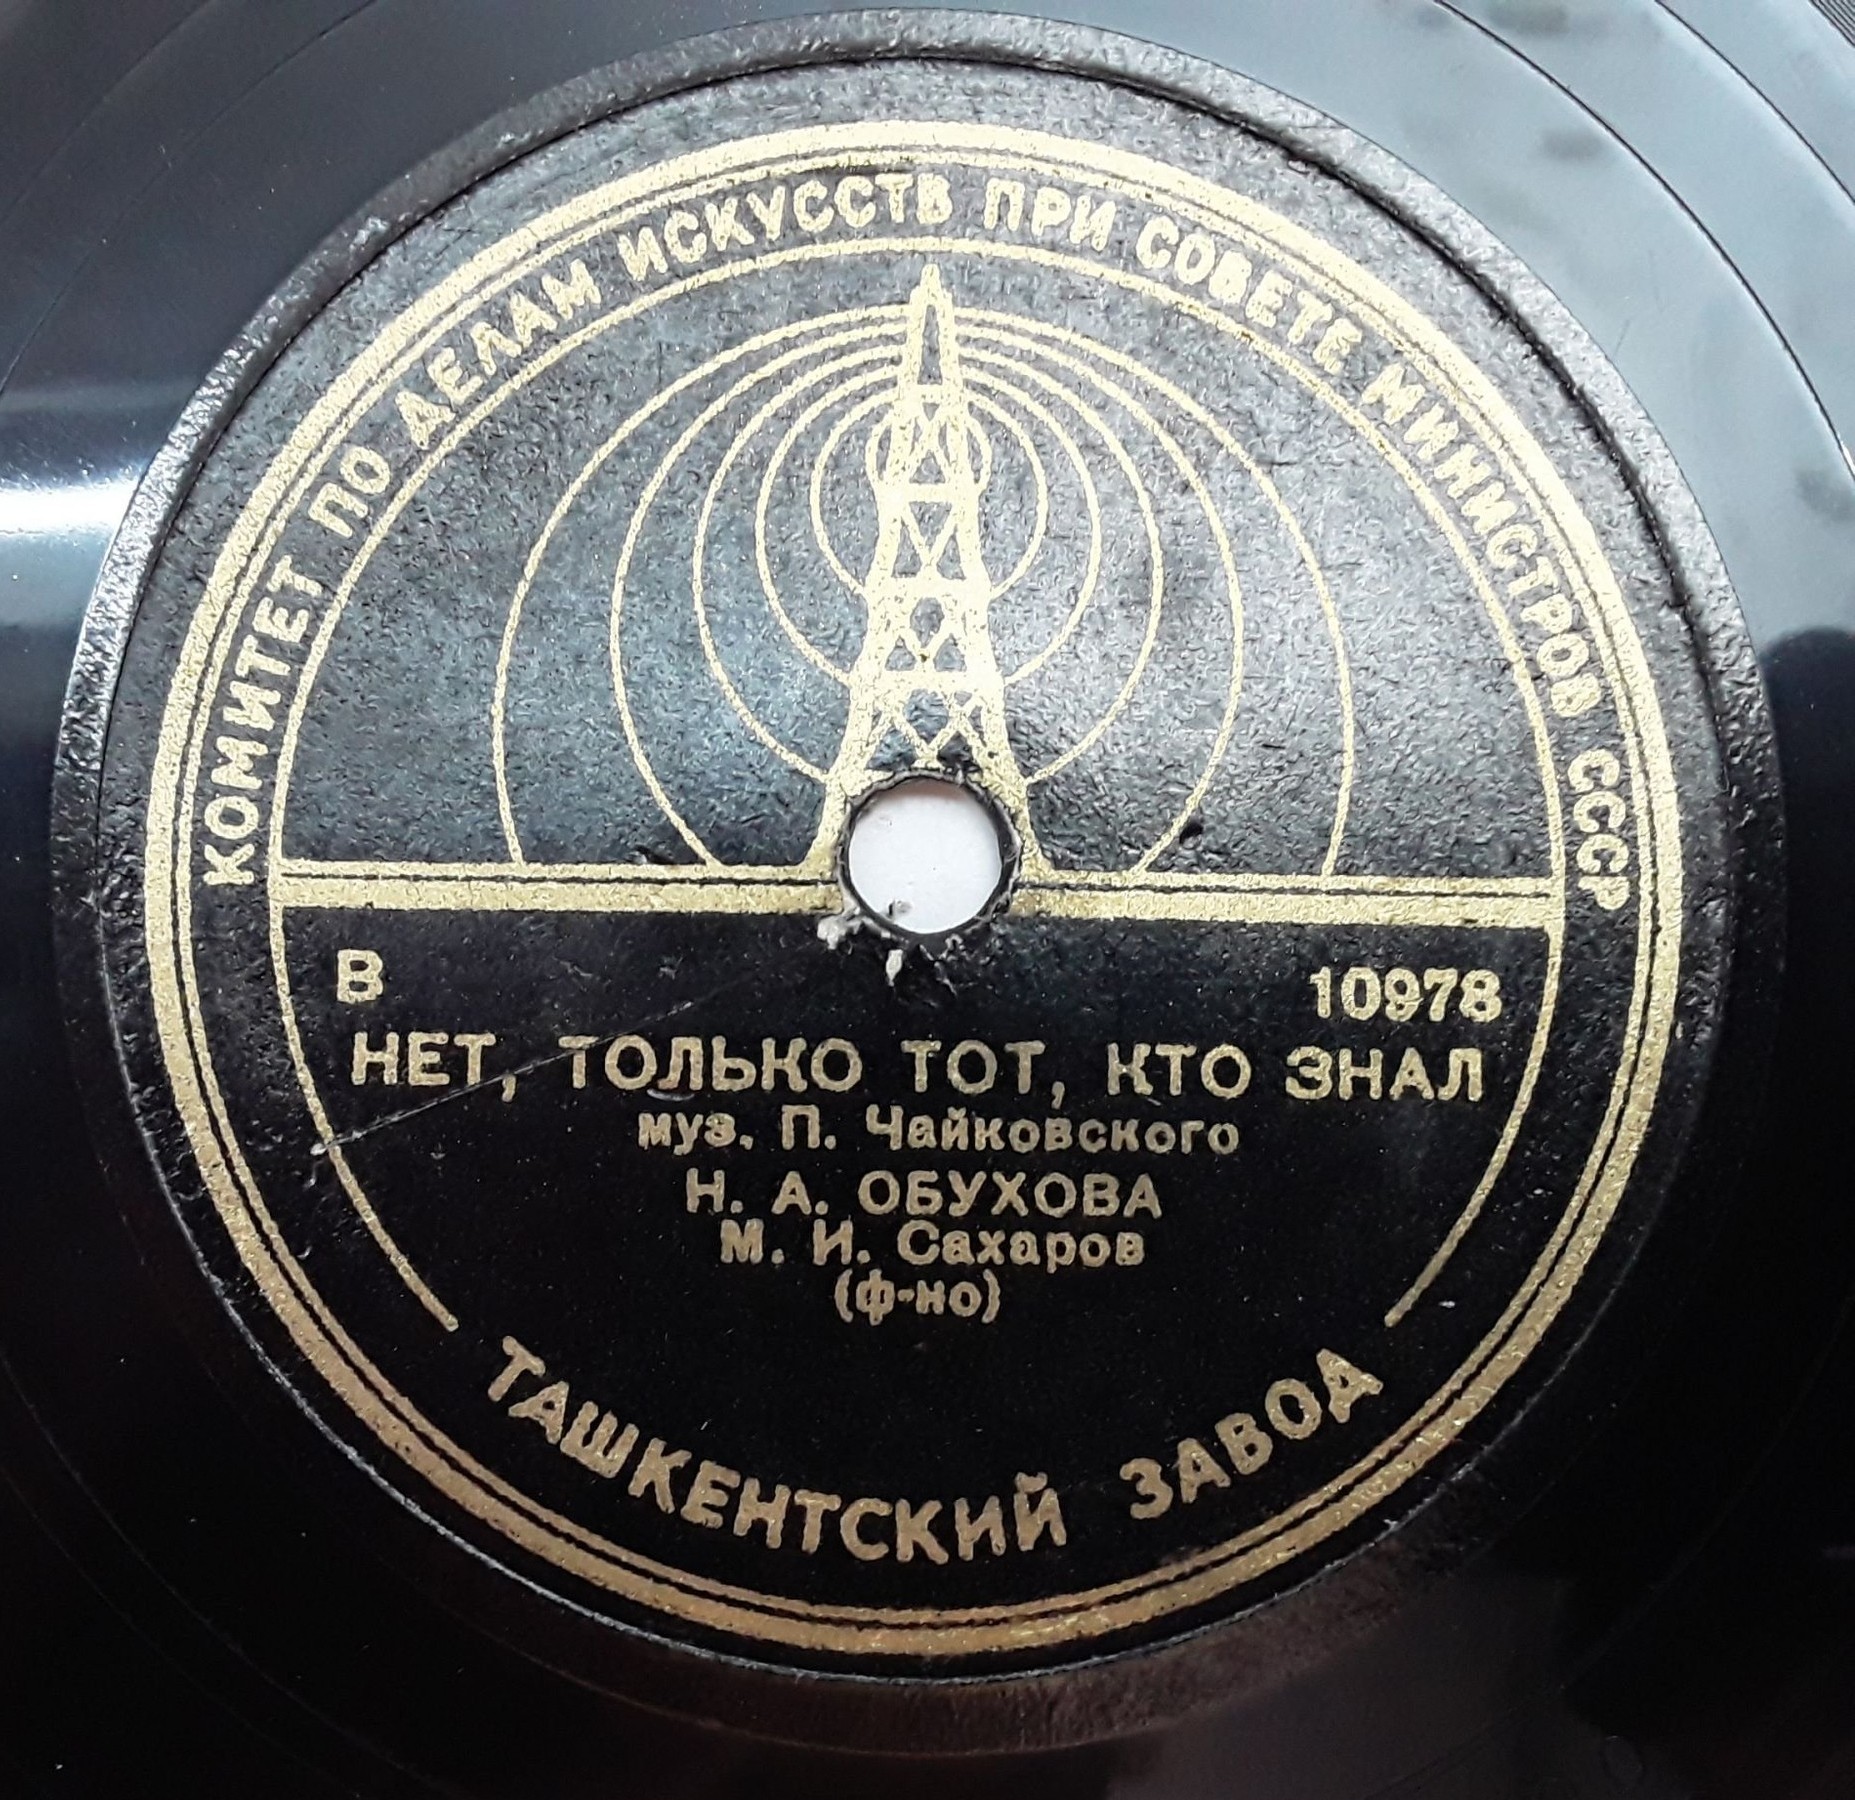 КОМИТЕТ ПО ДЕЛАМ ИСКУССТВ ПРИ СОВЕТЕ МИНИСТРОВ СССР
В 10978
НЕТ, ТОЛЬКО ТОТ, КТО ЗНАЛ
муз. П. Чайковского
Н. А. ОБУХОВА
М. И. Сахаров
(ф-но)
ТАШКЕНТСКИЙ ЗАВОД